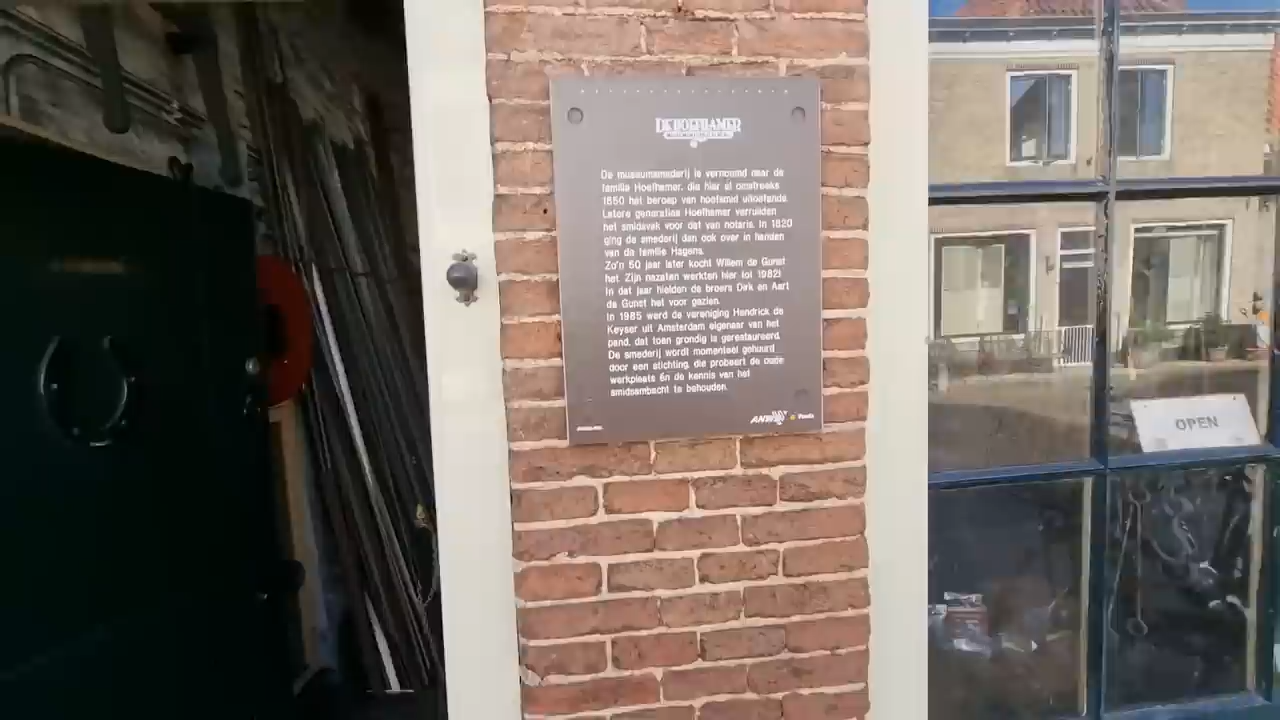 DE HOEFHAMER
De museumsmederij is vernoemd naar de
familie Hoefhamer, die hier al omstreeks
1850 het beroep van hoefsmid uitoefende.
Latere generaties Hoefhamer verruilden
het smidsvak voor dat van notaris. In 1820
ging de smederij dan ook over in handen
van de familie Hagens.
Zo'n 50 jaar later kocht Willem de Gunst
het. Zijn nazaten werkten hier tot 1982!
In dat jaar hielden de broers Dirk en Aart
de Gunst het voor gezien.
In 1985 werd de vereniging Hendrick de
Keyser uit Amsterdam eigenaar van het
pand, dat toen grondig is gerestaureerd.
De smederij wordt momenteel gehuurd
door een stichting, die probeert de oude
werkplaats én de kennis van het
smidsambacht te behouden.
ANWB
Fonds
OPEN